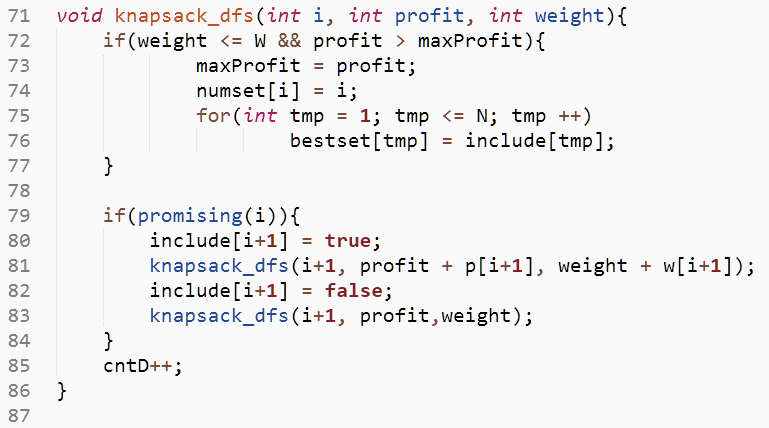 71 void knapsack_dfs(int i, int profit, int weight){
72     if(weight <= W && profit > maxProfit){
73             maxProfit = profit;
74             numset[i] = i;
75             for(int tmp = 1; tmp <= N; tmp ++)
76                     bestset[tmp] = include[tmp];
77     }
78
79     if(promising(i)){
80         include[i+1] = true;
81         knapsack_dfs(i+1, profit + p[i+1], weight + w[i+1]);
82         include[i+1] = false;
83         knapsack_dfs(i+1, profit,weight);
84     }
85     cntD++;
86 }
87